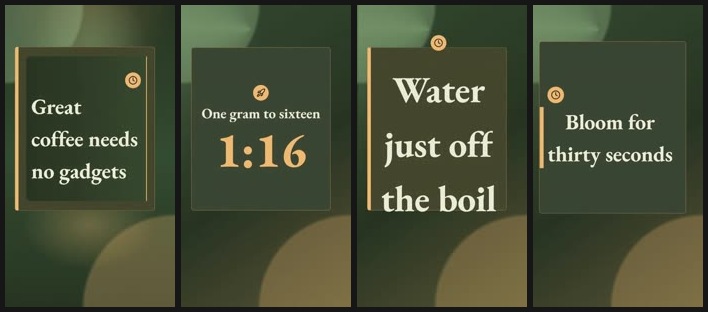 Great
coffee needs
no gadgets
One gram to sixteen
1:16
Water
just off
the boil
Bloom for
thirty seconds